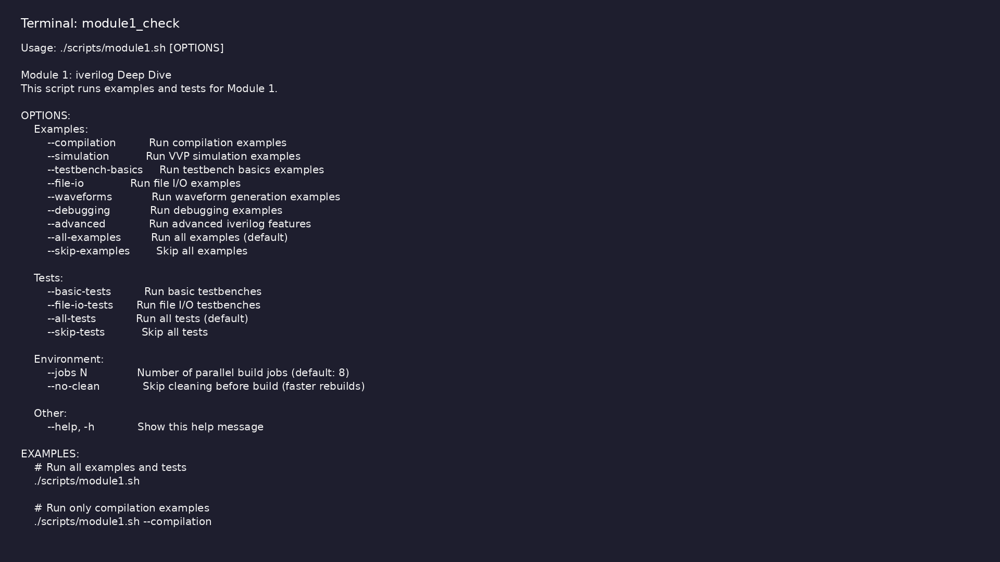 Terminal: module1_check
Usage: ./scripts/module1.sh [OPTIONS]
Module 1: iverilog Deep Dive
This script runs examples and tests for Module 1.
OPTIONS:
Examples:
--compilation Run compilation examples
--simulation Run VVP simulation examples
--testbench-basics Run testbench basics examples
--file-io Run file I/O examples
--waveforms Run waveform generation examples
--debugging Run debugging examples
--advanced Run advanced iverilog features
--all-examples Run all examples (default)
--skip-examples Skip all examples
Tests:
--basic-tests Run basic testbenches
--file-io-tests Run file I/O testbenches
--all-tests Run all tests (default)
--skip-tests Skip all tests
Environment:
--jobs N Number of parallel build jobs (default: 8)
--no-clean Skip cleaning before build (faster rebuilds)
Other:
--help, -h Show this help message
EXAMPLES:
# Run all examples and tests
./scripts/module1.sh
# Run only compilation examples
./scripts/module1.sh --compilation